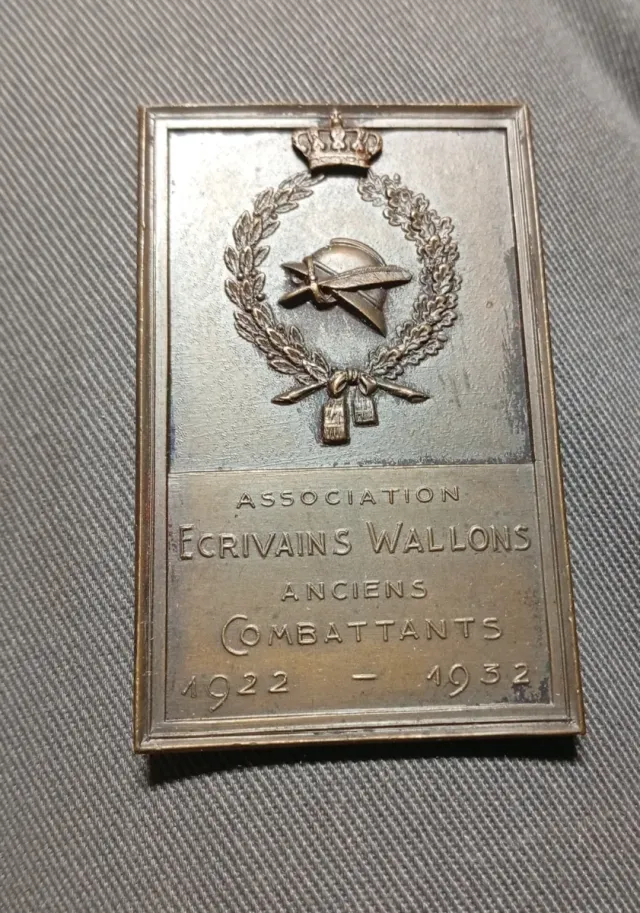 ASSOCIATION
ECRIVAINS WALLONS
ANCIENS
COMBATTANTS
1922 - 1932